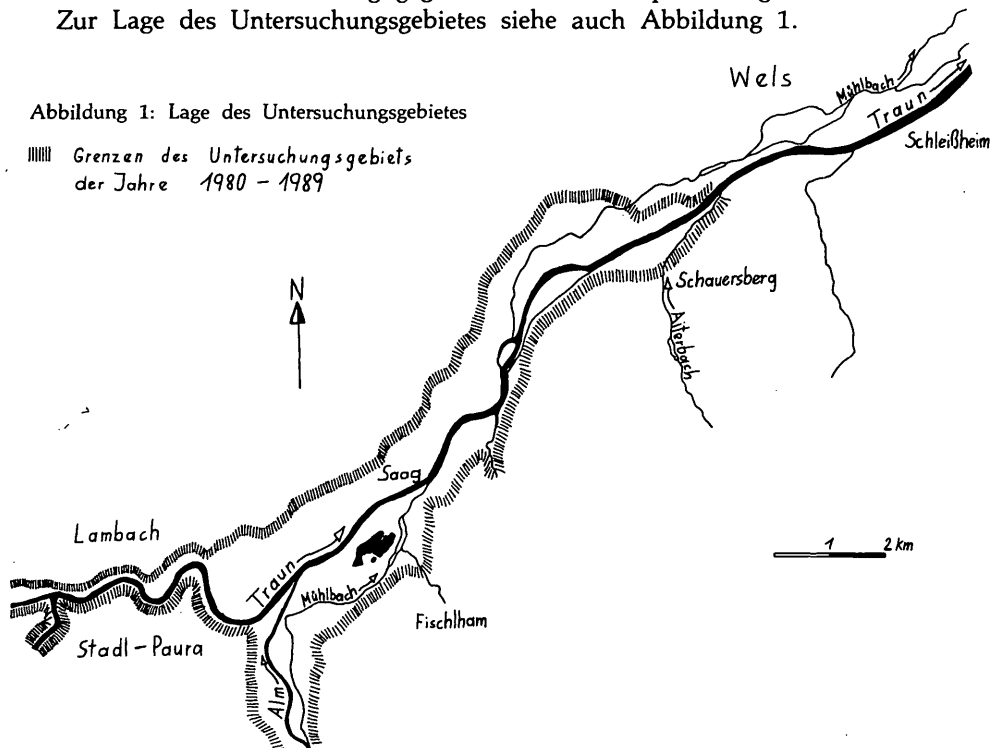 Zur Lage des Untersuchungsgebietes siehe auch Abbildung 1.
Wels
Mühlbach
Traun
Schleißheim
Abbildung 1: Lage des Untersuchungsgebietes
Grenzen des Untersuchungsgebiets
der Jahre 1980 - 1989
N
Schauersberg
Aiterbach
Saag
Lambach
1 2 km
Traun
Mühlbach
Fischlham
Stadl-Paura
Alm